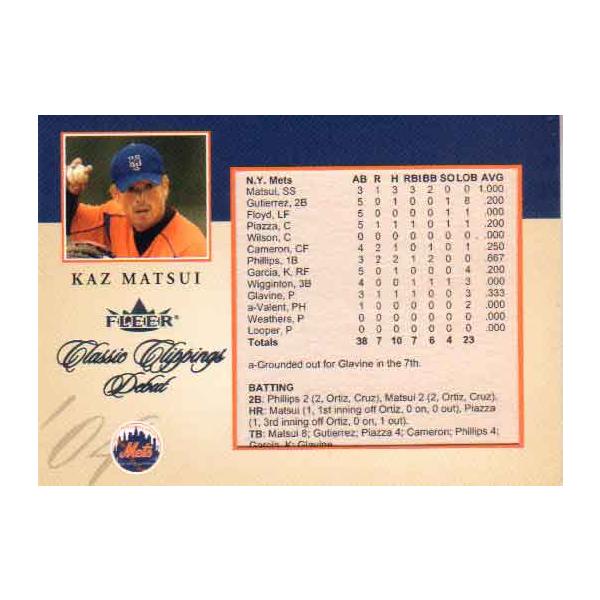 KAZ MATSUI
FLEER
Classic Clippings
Debut
'04
Mets
N.Y. Mets AB R H RBI BB SO LOB AVG
Matsui, SS 3 1 3 3 2 0 0 1.000
Gutierrez, 2B 5 0 1 0 0 1 8 .200
Floyd, LF 5 0 0 0 0 1 1 .000
Piazza, C 5 1 1 1 0 0 1 .200
Wilson, C 0 0 0 0 0 0 0 .000
Cameron, CF 4 2 1 0 1 0 1 .250
Phillips, 1B 3 2 2 1 2 0 0 .667
Garcia, K, RF 5 1 1 2 0 0 4 .200
Wigginton, 3B 4 0 0 0 1 1 3 .000
Glavine, P 3 0 1 0 0 1 3 .333
a-Valent, PH 1 0 0 0 0 0 2 .000
Weathers, P 0 0 0 0 0 0 0 .000
Looper, P 0 0 0 0 0 0 0 .000
Totals 38 7 10 7 6 4 23
a-Grounded out for Glavine in the 7th.
BATTING
2B: Phillips 2 (2, Ortiz, Cruz), Matsui 2 (2, Ortiz, Cruz).
HR: Matsui (1, 1st inning off Ortiz, 0 on, 0 out), Piazza
(1, 3rd inning off Ortiz, 0 on, 1 out)
TB: Matsui 8; Gutierrez; Piazza 4; Cameron; Phillips 4;
Garcia, K; Glavine.